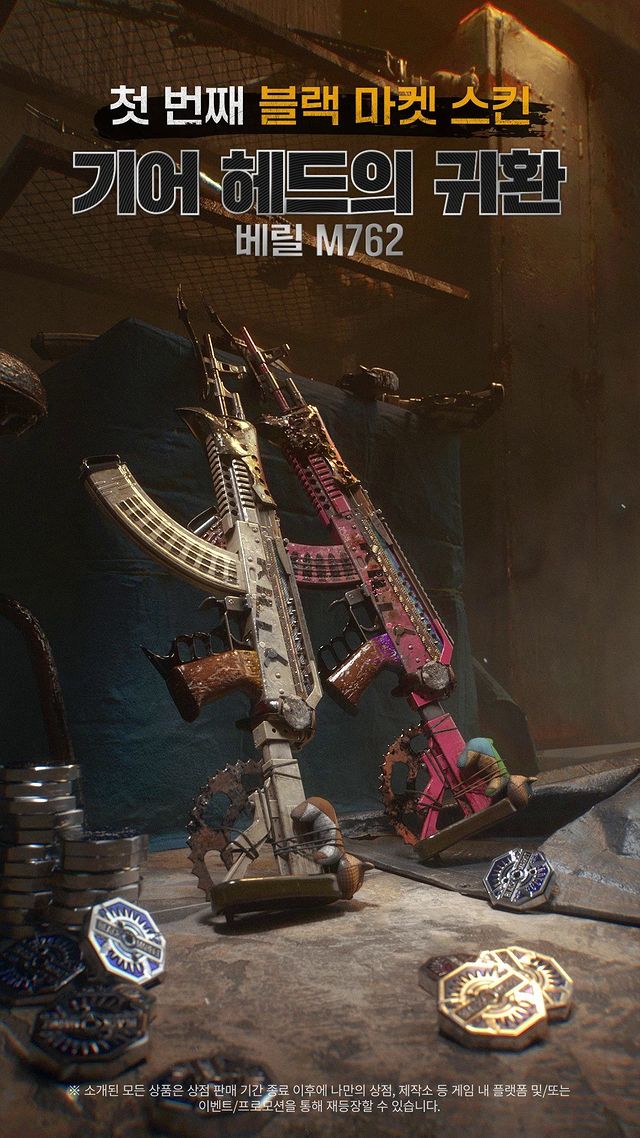 첫 번째 블랙 마켓 스킨
기어 헤드의 귀환
베릴 M762
※ 소개된 모든 상품은 상점 판매 기간 종료 이후에 나만의 상점, 제작소 등 게임 내 플랫폼 및/또는
이벤트/프로모션을 통해 재등장할 수 있습니다.